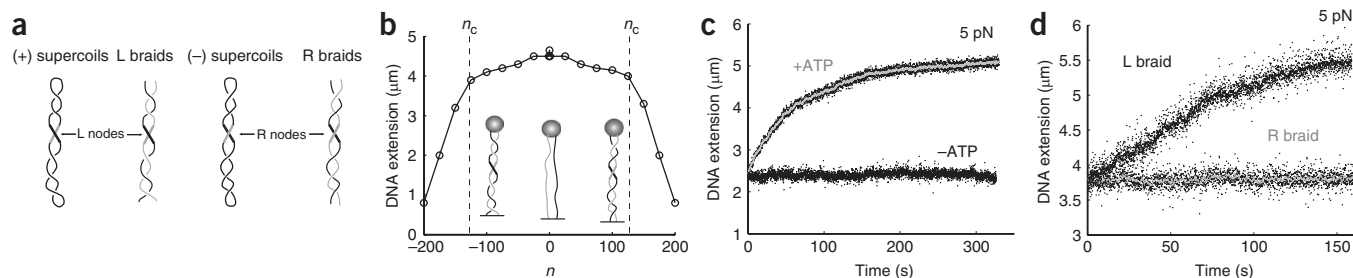 a
(+) supercoils L braids (–) supercoils R braids
L nodes
R nodes
b
n_c
n_c
DNA extension (μm)
5
4
3
2
1
0
–200 –100 0 100 200
n
c
5 pN
+ATP
–ATP
DNA extension (μm)
6
5
4
3
2
1
0 100 200 300
Time (s)
d
5 pN
L braid
R braid
DNA extension (μm)
6
5.5
5
4.5
4
3.5
3
0 50 100 150
Time (s)